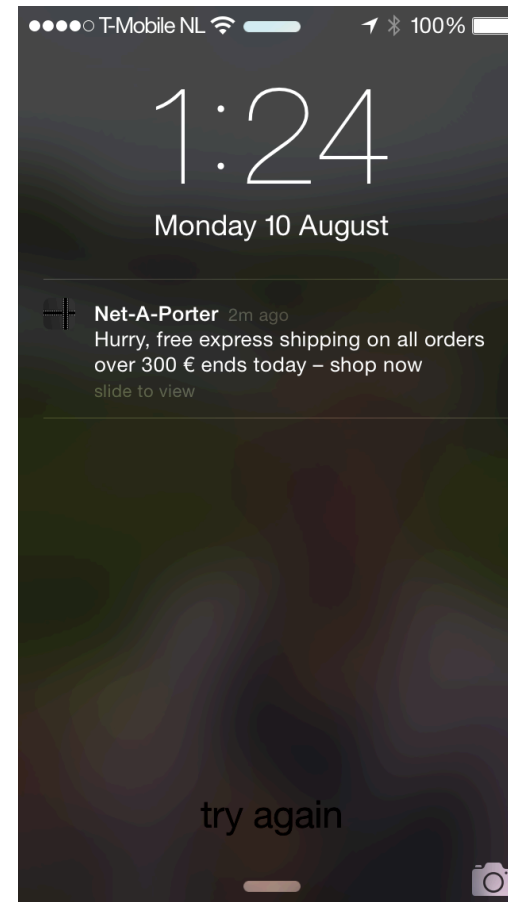 T-Mobile NL 100%
1:24
Monday 10 August
Net-A-Porter 2m ago
Hurry, free express shipping on all orders
over 300 € ends today – shop now
slide to view
try again